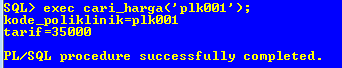 SQL> exec cari_harga('plk001');
kode_poliklinik=plk001
tarif=35000
PL/SQL procedure successfully completed.